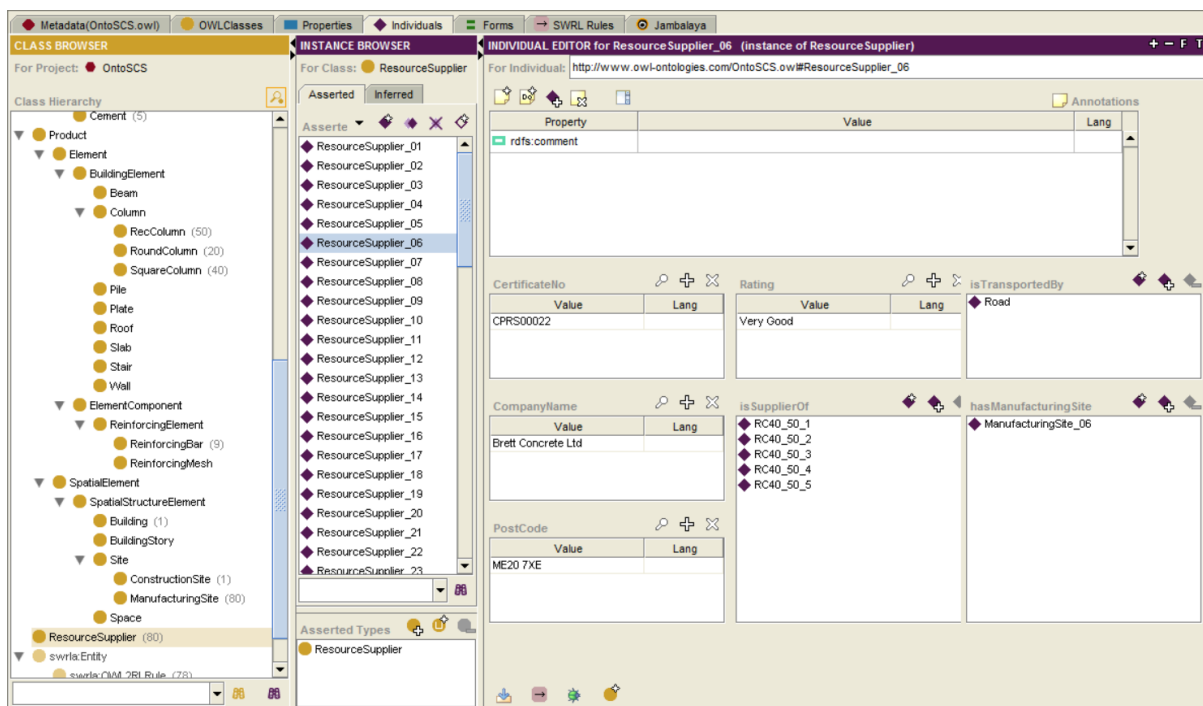 Metadata(OntoSCS.owl) OWLClasses Properties Individuals Forms SWRL Rules Jambalaya
CLASS BROWSER
For Project: OntoSCS
Class Hierarchy
Cement (5)
Product
Element
BuildingElement
Beam
Column
RecColumn (50)
RoundColumn (20)
SquareColumn (40)
Pile
Plate
Roof
Slab
Stair
Wall
ElementComponent
ReinforcingElement
ReinforcingBar (9)
ReinforcingMesh
SpatialElement
SpatialStructureElement
Building (1)
BuildingStory
Site
ConstructionSite (1)
ManufacturingSite (80)
Space
ResourceSupplier (80)
swrla:Entity
swrla:OWL2RLRule (78)
INSTANCE BROWSER
For Class: ResourceSupplier
Asserted Inferred
Asserte
ResourceSupplier_01
ResourceSupplier_02
ResourceSupplier_03
ResourceSupplier_04
ResourceSupplier_05
ResourceSupplier_06
ResourceSupplier_07
ResourceSupplier_08
ResourceSupplier_09
ResourceSupplier_10
ResourceSupplier_11
ResourceSupplier_12
ResourceSupplier_13
ResourceSupplier_14
ResourceSupplier_15
ResourceSupplier_16
ResourceSupplier_17
ResourceSupplier_18
ResourceSupplier_19
ResourceSupplier_20
ResourceSupplier_21
ResourceSupplier_22
ResourceSupplier_23
Asserted Types
ResourceSupplier
INDIVIDUAL EDITOR for ResourceSupplier_06 (instance of ResourceSupplier) + − F T
For Individual: http://www.owl-ontologies.com/OntoSCS.owl#ResourceSupplier_06
Annotations
Property Value Lang
rdfs:comment
CertificateNo
Value Lang
CPRS00022
Rating
Value Lang
Very Good
isTransportedBy
Road
CompanyName
Value Lang
Brett Concrete Ltd
isSupplierOf
RC40_50_1
RC40_50_2
RC40_50_3
RC40_50_4
RC40_50_5
hasManufacturingSite
ManufacturingSite_06
PostCode
Value Lang
ME20 7XE